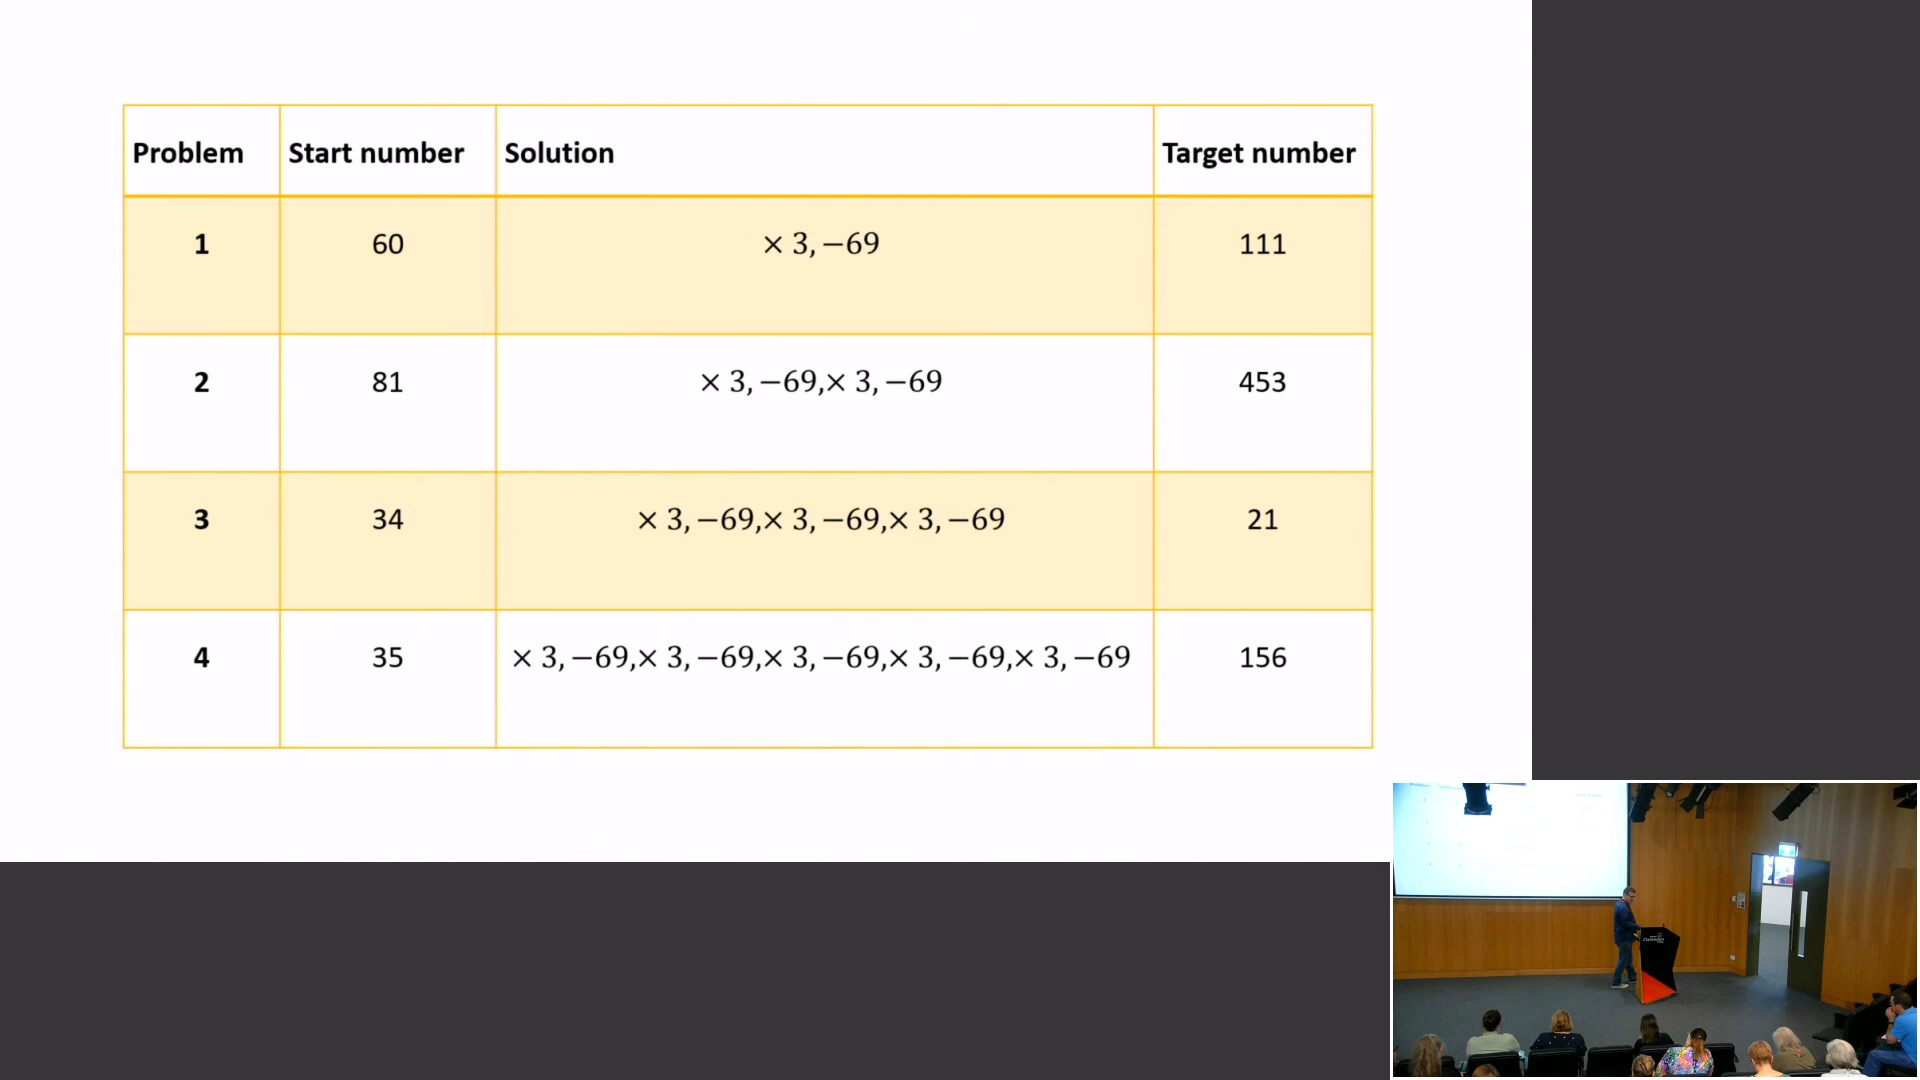 Problem Start number Solution Target number
1 60 × 3, −69 111
2 81 × 3, −69,× 3, −69 453
3 34 × 3, −69,× 3, −69,× 3, −69 21
4 35 × 3, −69,× 3, −69,× 3, −69,× 3, −69,× 3, −69 156